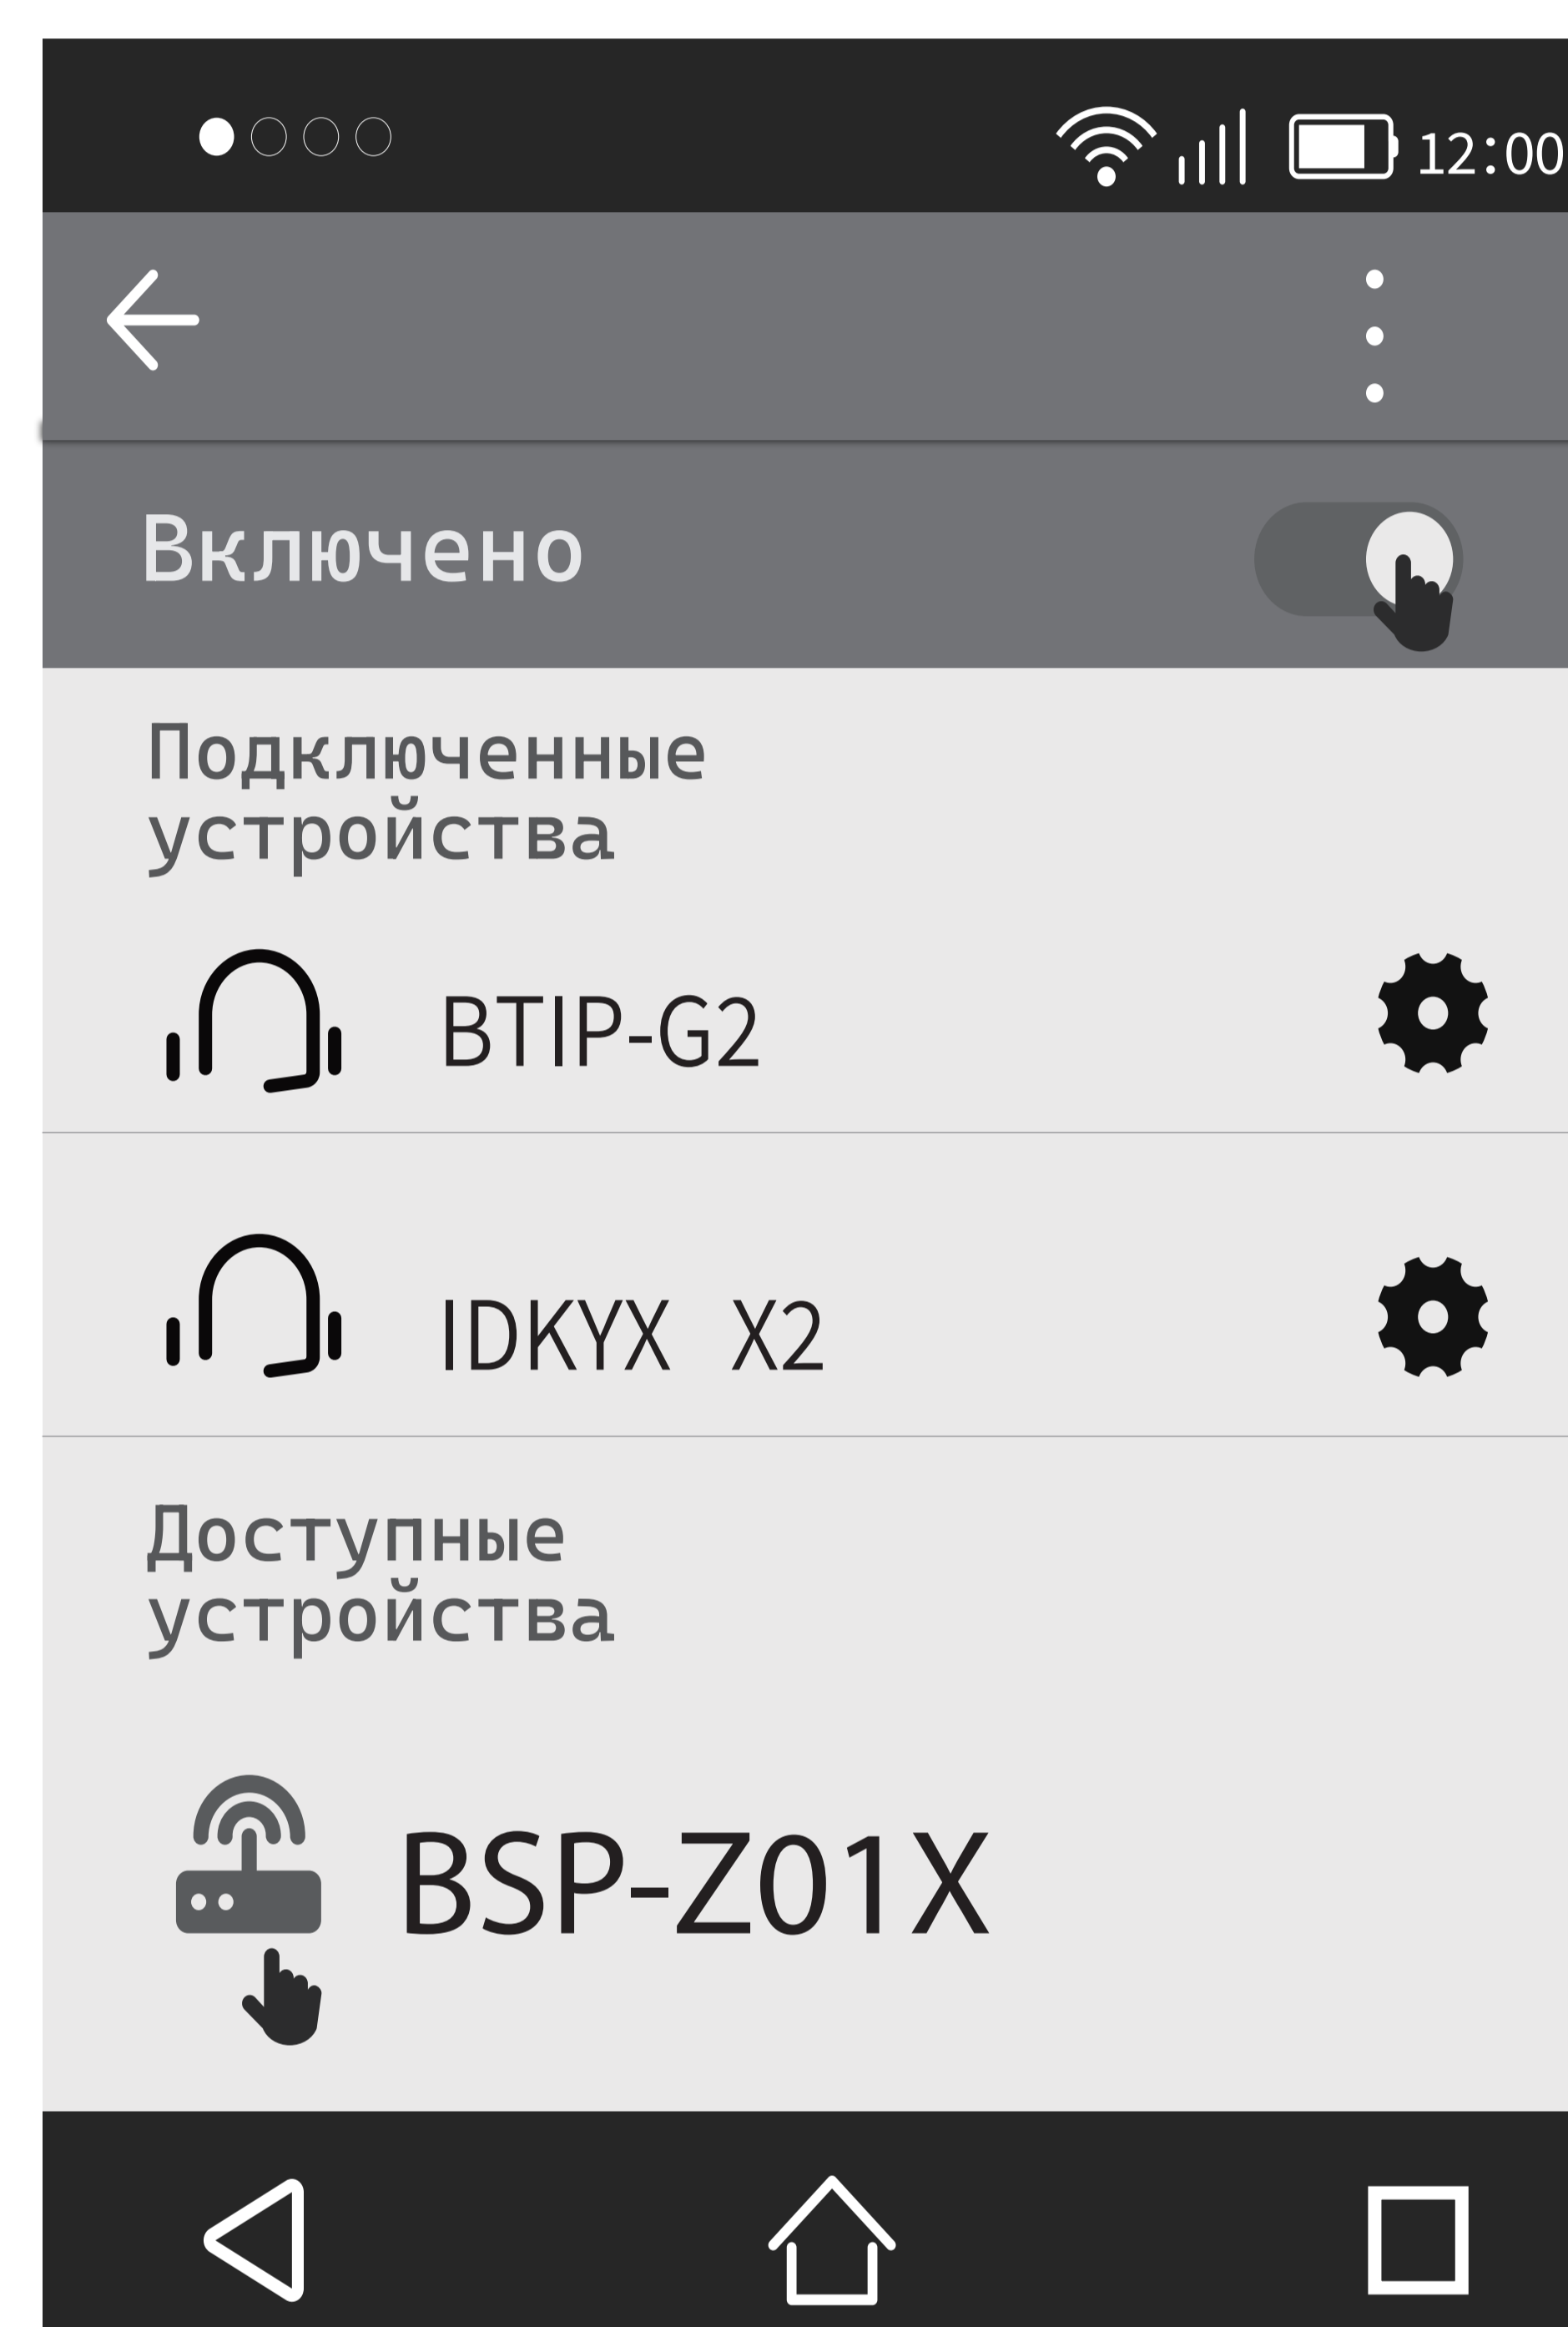 12:00
Включено
Подключенные
устройства
BTIP-G2
IDKYX X2
Доступные
устройства
BSP-Z01X